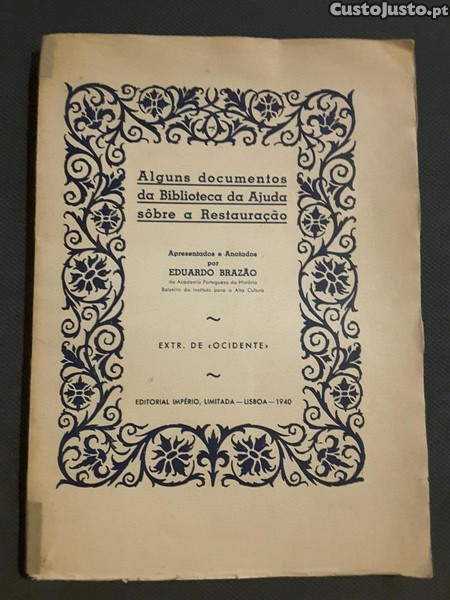 CustoJusto.pt
Alguns documentos
da Biblioteca da Ajuda
sôbre a Restauração
Apresentados e Anotados
por
EDUARDO BRAZÃO
da Academia Portuguesa da História
Bolseiro do Instituto para a Alta Cultura
~
EXTR. DE «OCIDENTE»
~
EDITORIAL IMPÉRIO, LIMITADA—LISBOA—1940